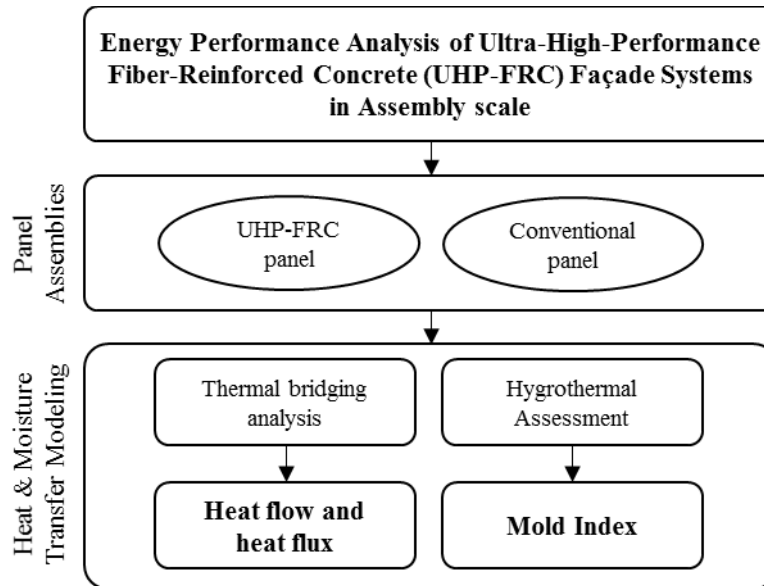 Energy Performance Analysis of Ultra-High-Performance
Fiber-Reinforced Concrete (UHP-FRC) Façade Systems
in Assembly scale
Panel
Assemblies
UHP-FRC
panel
Conventional
panel
Heat & Moisture
Transfer Modeling
Thermal bridging
analysis
Hygrothermal
Assessment
Heat flow and
heat flux
Mold Index